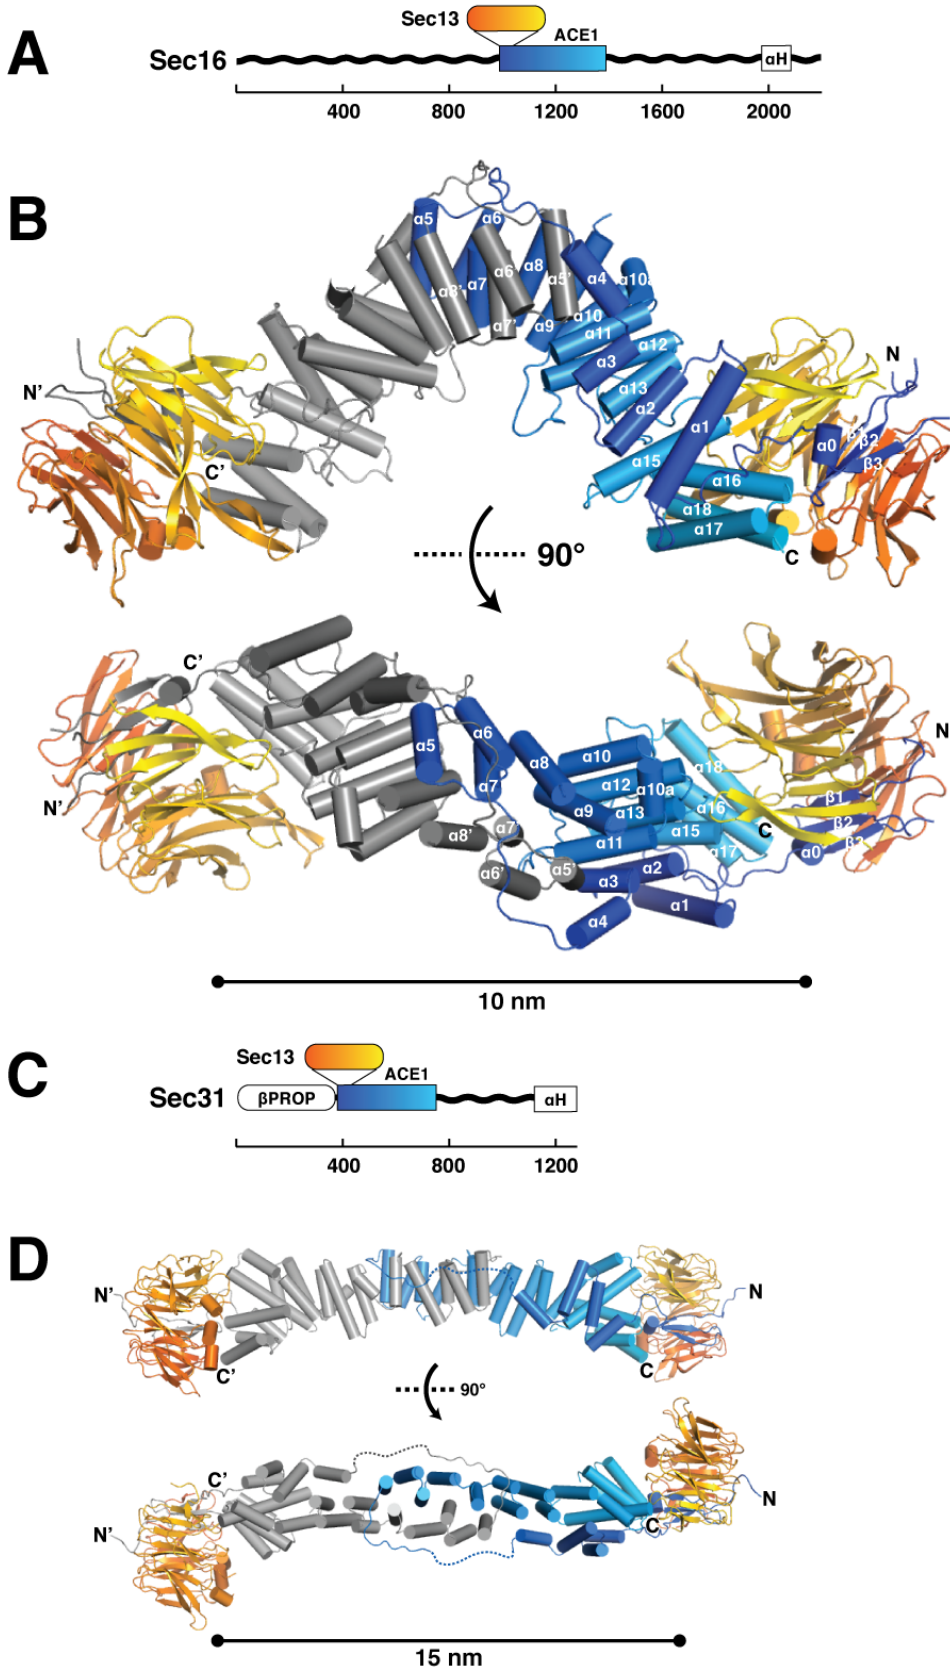 A
Sec13
ACE1
Sec16
αH
400 800 1200 1600 2000
B
α5 α6
α8' α7 α6' α8 α5' α4 α10a
α7' α9 α10
α11
α3 α12
α13
α2
α1
α15 α16
α18
α17
N'
C'
N
α0 β1
β2
β3
C
90°
C'
N'
α5 α6
α7
α8
α10
α12 α10a
α9 α13
α11 α15
α18
α16
α17
C
N
β1
β2
β3
α0
α8' α7'
α6' α5'
α3 α2
α1
α4
10 nm
C
Sec13
ACE1
Sec31
βPROP
αH
400 800 1200
D
N'
C'
N
C
90°
C'
N'
N
C
15 nm